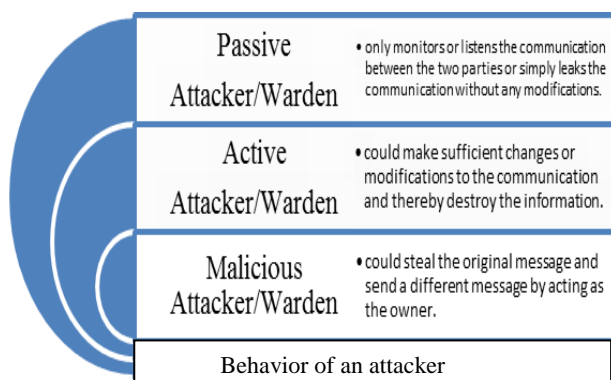 Passive
Attacker/Warden
• only monitors or listens the communication
between the two parties or simply leaks the
communication without any modifications.
Active
Attacker/Warden
• could make sufficient changes or
modifications to the communication
and thereby destroy the information.
Malicious
Attacker/Warden
• could steal the original message and
send a different message by acting as
the owner.
Behavior of an attacker